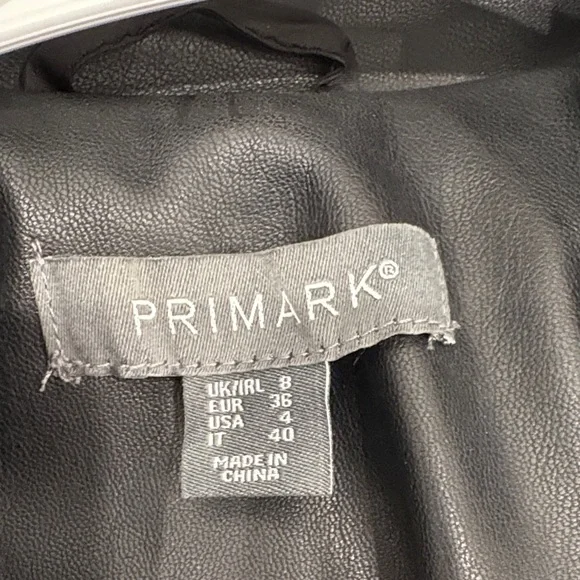 PRIMARK®
UK/IRL 8
EUR 36
USA 4
IT 40
MADE IN
CHINA